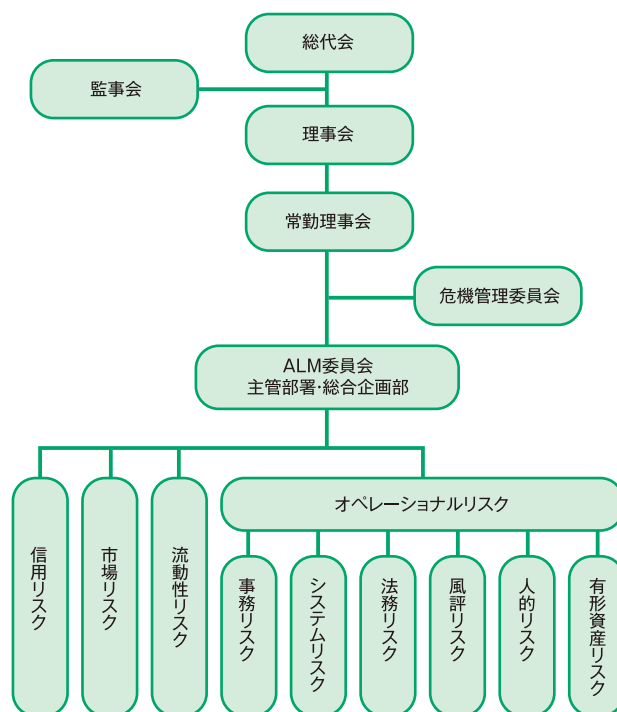 総代会
監事会
理事会
常勤理事会
危機管理委員会
ALM委員会
主管部署・総合企画部
信用リスク
市場リスク
流動性リスク
オペレーショナルリスク
事務リスク
システムリスク
法務リスク
風評リスク
人的リスク
有形資産リスク